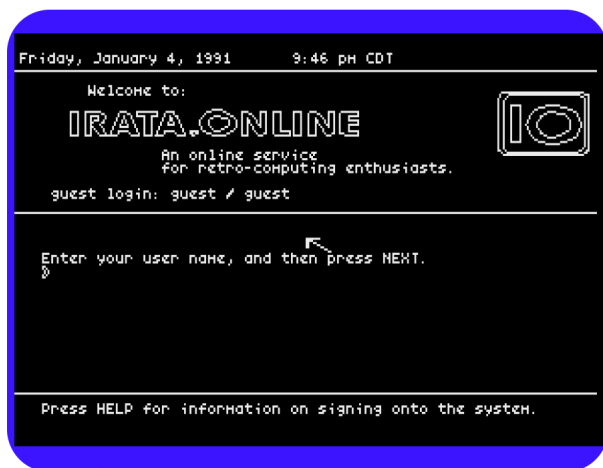 Friday, January 4, 1991 9:46 pm CDT
Welcome to:
IRATA.ONLINE
IO
An online service
for retro-computing enthusiasts.
guest login: guest / guest
Enter your user name, and then press NEXT.
Press HELP for information on signing onto the system.